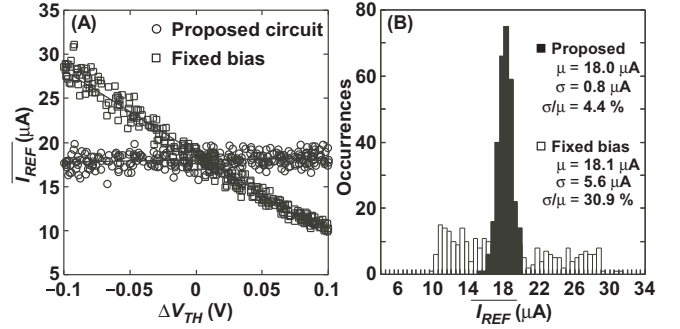 (A)
Proposed circuit
Fixed bias
35
30
25
20
15
10
5
I_REF (μA)
−0.1
−0.05
0
0.05
0.1
ΔV_TH (V)
(B)
Proposed
μ = 18.0 μA
σ = 0.8 μA
σ/μ = 4.4 %
Fixed bias
μ = 18.1 μA
σ = 5.6 μA
σ/μ = 30.9 %
80
60
40
20
0
Occurrences
6
10
14
18
22
26
30
34
I_REF (μA)